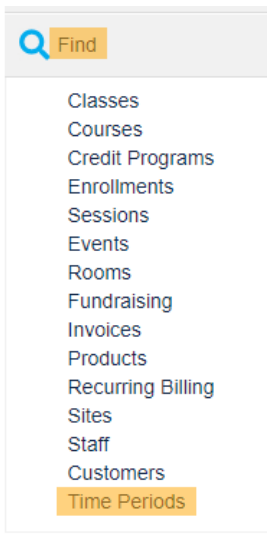 Find
Classes
Courses
Credit Programs
Enrollments
Sessions
Events
Rooms
Fundraising
Invoices
Products
Recurring Billing
Sites
Staff
Customers
Time Periods